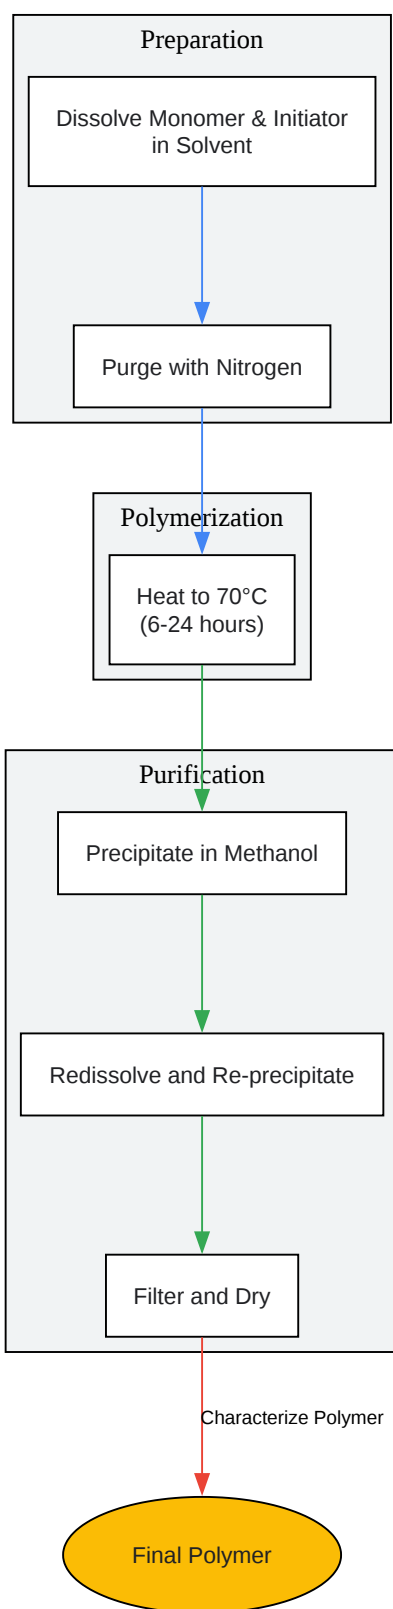 Preparation
Dissolve Monomer & Initiator
in Solvent
Purge with Nitrogen
Polymerization
Heat to 70°C
(6-24 hours)
Purification
Precipitate in Methanol
Redissolve and Re-precipitate
Filter and Dry
Characterize Polymer
Final Polymer